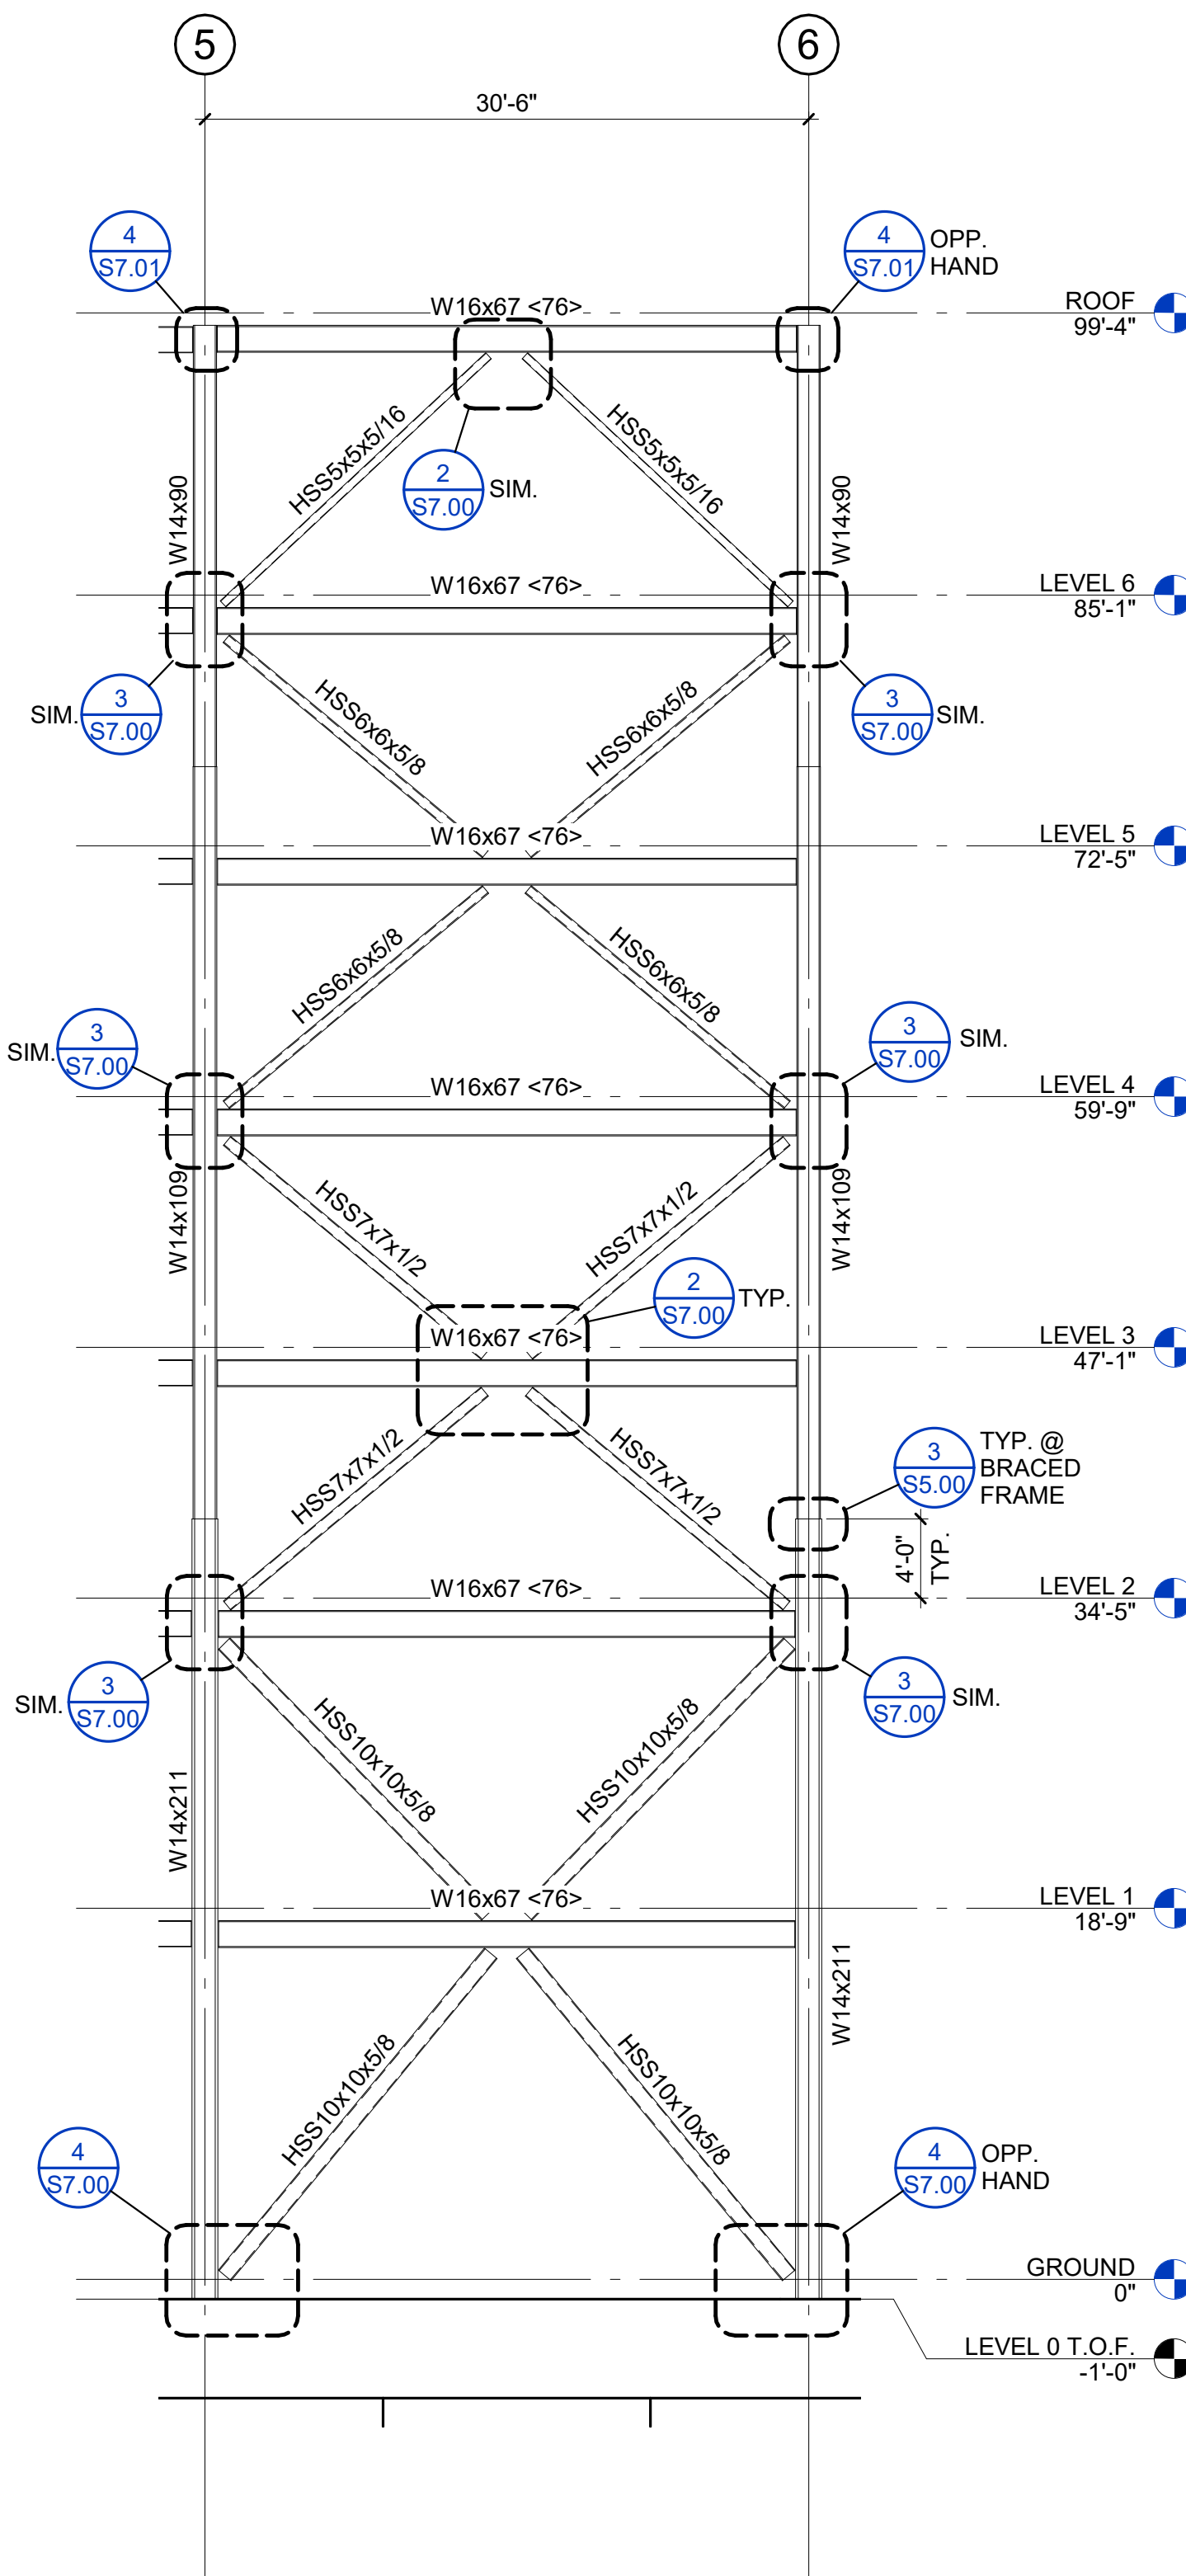 5
6
30'-6"
4
S7.01
4
S7.01
OPP.
HAND
W16x67 <76>
ROOF
99'-4"
HSS5x5x5/16
HSS5x5x5/16
2
S7.00
SIM.
W14x90
W14x90
W16x67 <76>
LEVEL 6
85'-1"
SIM.
3
S7.00
HSS6x6x5/8
HSS6x6x5/8
3
S7.00
SIM.
W16x67 <76>
LEVEL 5
72'-5"
HSS6x6x5/8
HSS6x6x5/8
SIM.
3
S7.00
3
S7.00
SIM.
W16x67 <76>
LEVEL 4
59'-9"
W14x109
HSS7x7x1/2
HSS7x7x1/2
W14x109
2
S7.00
TYP.
W16x67 <76>
LEVEL 3
47'-1"
HSS7x7x1/2
HSS7x7x1/2
3
S5.00
TYP. @
BRACED
FRAME
4'-0"
TYP.
W16x67 <76>
LEVEL 2
34'-5"
SIM.
3
S7.00
3
S7.00
SIM.
HSS10x10x5/8
HSS10x10x5/8
W14x211
W16x67 <76>
LEVEL 1
18'-9"
W14x211
HSS10x10x5/8
HSS10x10x5/8
4
S7.00
4
S7.00
OPP.
HAND
GROUND
0"
LEVEL 0 T.O.F.
-1'-0"